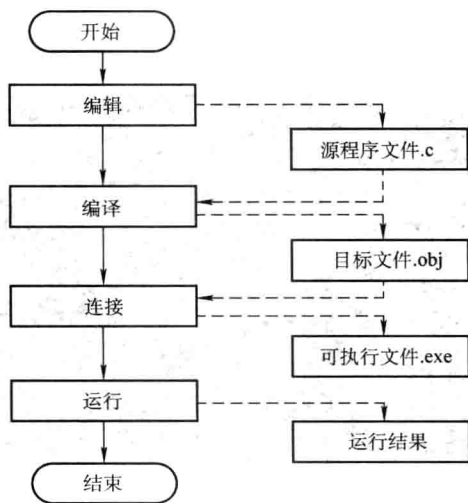 开始
编辑
源程序文件.c
编译
目标文件.obj
连接
可执行文件.exe
运行
运行结果
结束